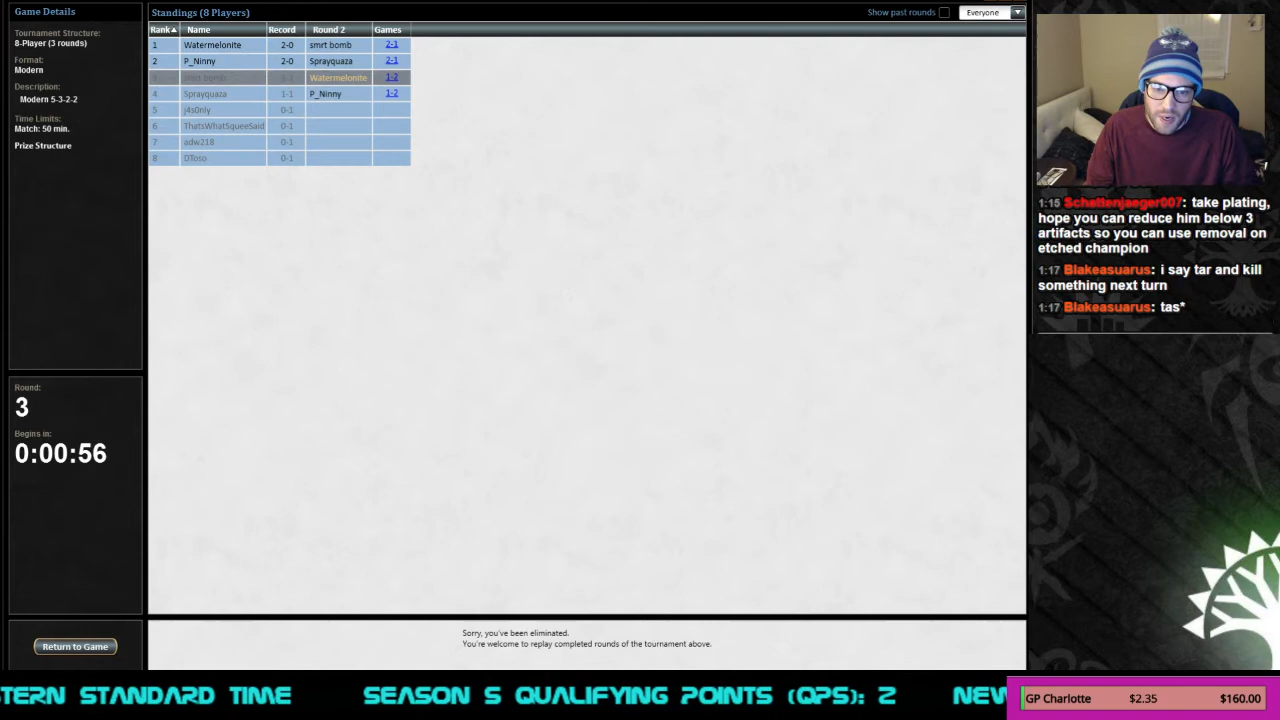 Game Details
Tournament Structure:
8-Player (3 rounds)
Format:
Modern
Description:
Modern 5-3-2-2
Time Limits:
Match: 50 min.
Prize Structure
Round:
3
Begins in:
0:00:56
Return to Game
Standings (8 Players)
Show past rounds
Everyone
Rank Name Record Round 2 Games
1 Watermelonite 2-0 smrt bomb 2-1
2 P_Ninny 2-0 Sprayquaza 2-1
3 smrt bomb 1-1 Watermelonite 1-2
4 Sprayquaza 1-1 P_Ninny 1-2
5 j4s0nly 0-1
6 ThatsWhatSqueeSaid 0-1
7 adw218 0-1
8 DToso 0-1
Sorry, you've been eliminated.
You're welcome to replay completed rounds of the tournament above.
1:15 Schattenjaeger007: take plating,
hope you can reduce him below 3
artifacts so you can use removal on
etched champion
1:17 Blakeasuarus: i say tar and kill
something next turn
1:17 Blakeasuarus: tas*
TERN STANDARD TIME SEASON 5 QUALIFYING POINTS (QPS): 2 NEW
GP Charlotte $2.35 $160.00